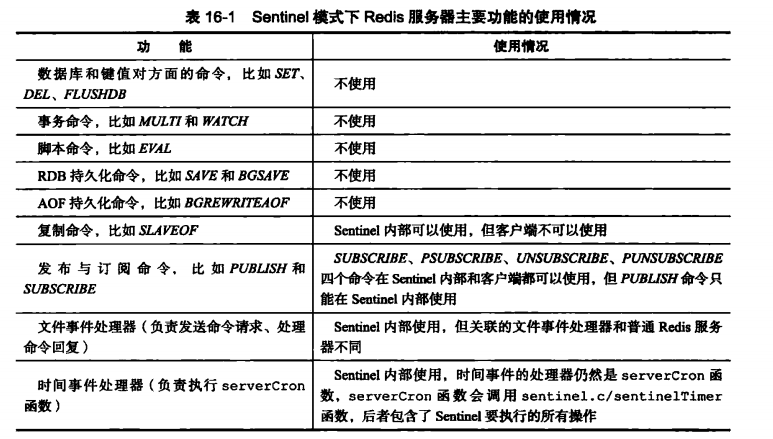 表 16-1 Sentinel 模式下 Redis 服务器主要功能的使用情况
功 能
使用情况
数据库和键值对方面的命令，比如 SET、
DEL、FLUSHDB
不使用
事务命令，比如 MULTI 和 WATCH
不使用
脚本命令，比如 EVAL
不使用
RDB 持久化命令，比如 SAVE 和 BGSAVE
不使用
AOF 持久化命令，比如 BGREWRITEAOF
不使用
复制命令，比如 SLAVEOF
Sentinel 内部可以使用，但客户端不可以使用
发布与订阅命令，比如 PUBLISH 和
SUBSCRIBE
SUBSCRIBE、PSUBSCRIBE、UNSUBSCRIBE、PUNSUBSCRIBE
四个命令在 Sentinel 内部和客户端都可以使用，但 PUBLISH 命令只
能在 Sentinel 内部使用
文件事件处理器（负责发送命令请求、处理
命令回复）
Sentinel 内部使用，但关联的文件事件处理器和普通 Redis 服务
器不同
时间事件处理器（负责执行 serverCron
函数）
Sentinel 内部使用，时间事件的处理器仍然是 serverCron 函
数，serverCron 函数会调用 sentinel.c/sentinelTimer
函数，后者包含了 Sentinel 要执行的所有操作